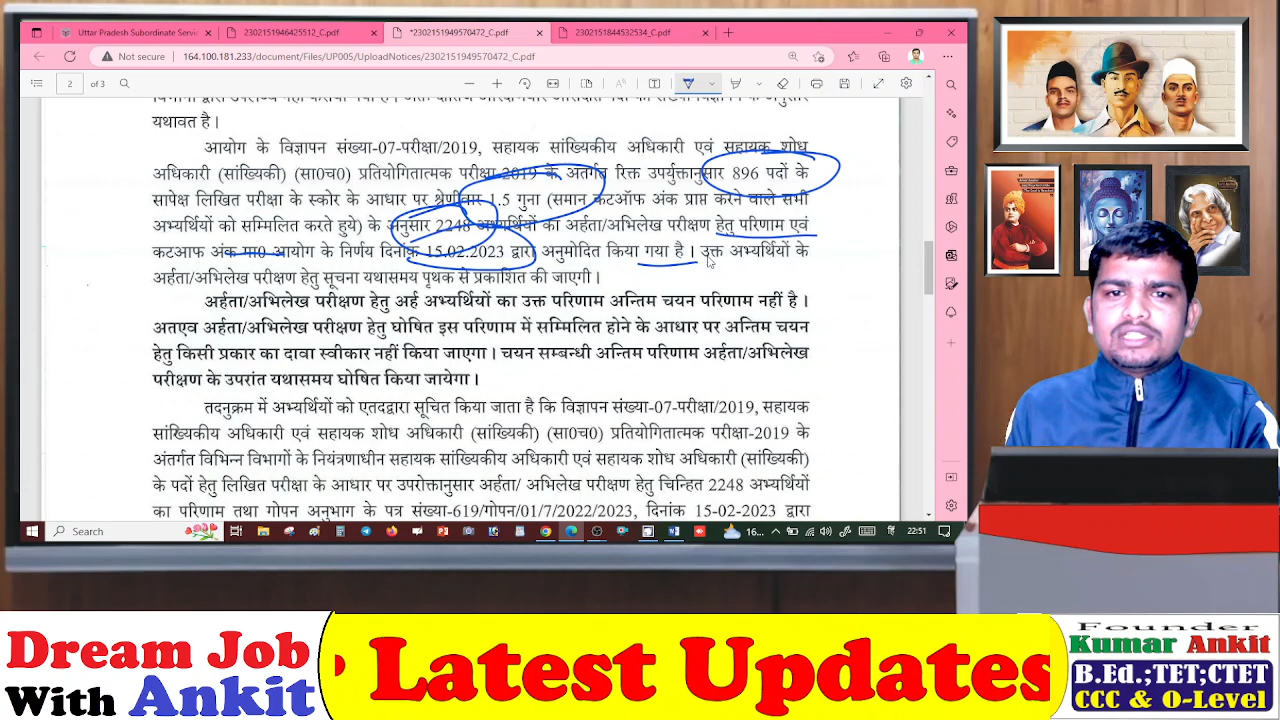 Uttar Pradesh Subordinate Servic
2302151946425512_C.pdf
*2302151949570472_C.pdf
2302151844532534_C.pdf
Not secure
164.100.181.233/document/Files/UP005/UploadNotices/2302151949570472_C.pdf
2
of 3
यथावत है।
आयोग के विज्ञापन संख्या-07-परीक्षा/2019, सहायक सांख्यिकीय अधिकारी एवं सहायक शोध
अधिकारी (सांख्यिकी) (सा0च0) प्रतियोगितात्मक परीक्षा-2019 के अंतर्गत रिक्त उपर्युक्तानुसार 896 पदों के
सापेक्ष लिखित परीक्षा के स्कोर के आधार पर श्रेणीवार 1.5 गुना (समान कटऑफ अंक प्राप्त करने वाले सभी
अभ्यर्थियों को सम्मिलित करते हुये) के अनुसार 2248 अभ्यर्थियों का अर्हता/अभिलेख परीक्षण हेतु परिणाम एवं
कटआफ अंक मा0 आयोग के निर्णय दिनांक 15.02.2023 द्वारा अनुमोदित किया गया है। उक्त अभ्यर्थियों के
अर्हता/अभिलेख परीक्षण हेतु सूचना यथासमय पृथक से प्रकाशित की जाएगी।
अर्हता/अभिलेख परीक्षण हेतु अर्ह अभ्यर्थियों का उक्त परिणाम अन्तिम चयन परिणाम नहीं है।
अतएव अर्हता/अभिलेख परीक्षण हेतु घोषित इस परिणाम में सम्मिलित होने के आधार पर अन्तिम चयन
हेतु किसी प्रकार का दावा स्वीकार नहीं किया जाएगा। चयन सम्बन्धी अन्तिम परिणाम अर्हता/अभिलेख
परीक्षण के उपरांत यथासमय घोषित किया जायेगा।
तदनुक्रम में अभ्यर्थियों को एतदद्वारा सूचित किया जाता है कि विज्ञापन संख्या-07-परीक्षा/2019, सहायक
सांख्यिकीय अधिकारी एवं सहायक शोध अधिकारी (सांख्यिकी) (सा0च0) प्रतियोगितात्मक परीक्षा-2019 के
अंतर्गत विभिन्न विभागों के नियंत्रणाधीन सहायक सांख्यिकीय अधिकारी एवं सहायक शोध अधिकारी (सांख्यिकी)
के पदों हेतु लिखित परीक्षा के आधार पर उपरोक्तानुसार अर्हता/ अभिलेख परीक्षण हेतु चिन्हित 2248 अभ्यर्थियों
का परिणाम तथा गोपन अनुभाग के पत्र संख्या-619/गोपन/01/7/2022/2023, दिनांक 15-02-2023 द्वारा
Search
16...
हि
22:51
Dream Job
With Ankit
Latest Updates
Founder
Kumar Ankit
B.Ed.;TET;CTET
CCC & O-Level